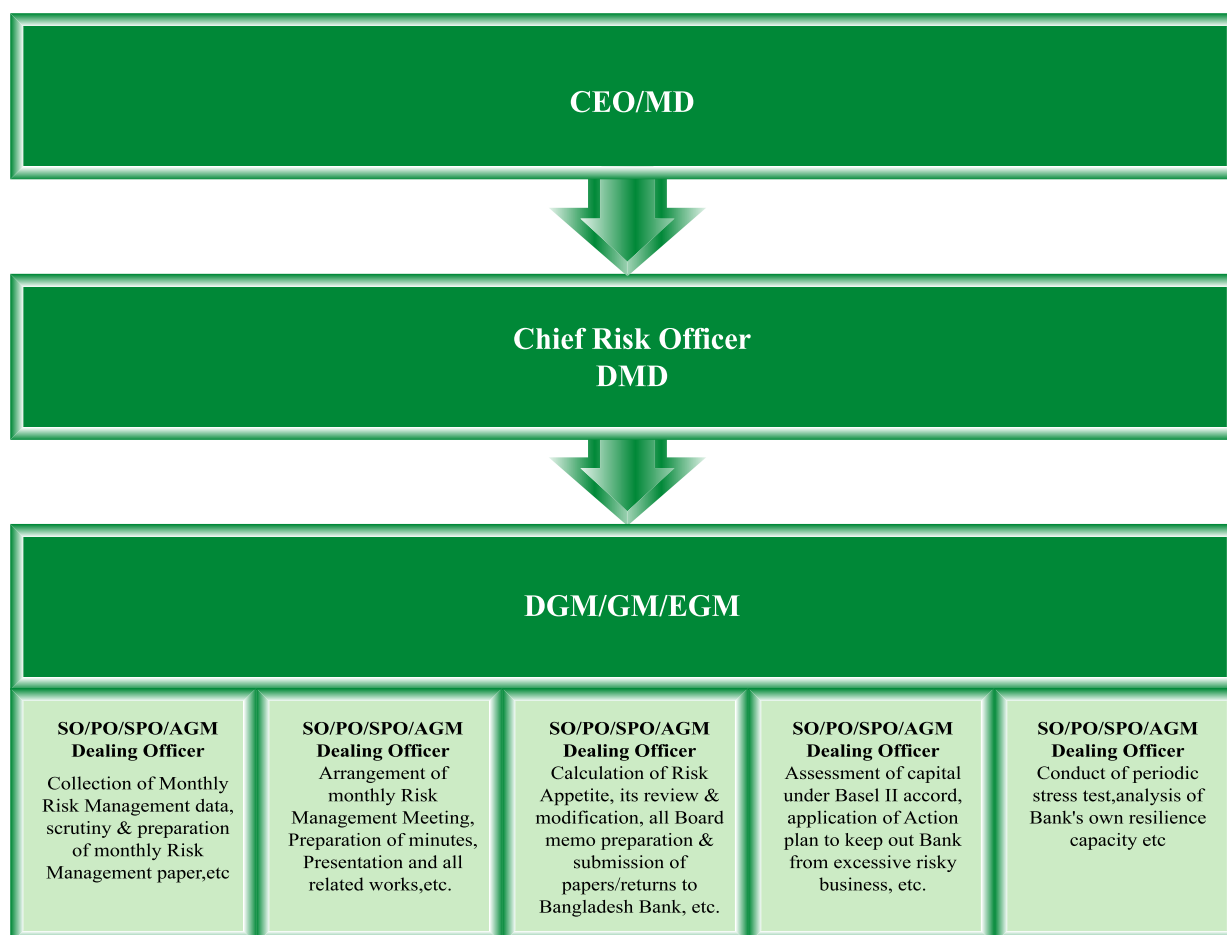 CEO/MD
Chief Risk Officer
DMD
DGM/GM/EGM
SO/PO/SPO/AGM
Dealing Officer
Collection of Monthly
Risk Management data,
scrutiny & preparation
of monthly Risk
Management paper,etc
SO/PO/SPO/AGM
Dealing Officer
Arrangement of
monthly Risk
Management Meeting,
Preparation of minutes,
Presentation and all
related works,etc.
SO/PO/SPO/AGM
Dealing Officer
Calculation of Risk
Appetite, its review &
modification, all Board
memo preparation &
submission of
papers/returns to
Bangladesh Bank, etc.
SO/PO/SPO/AGM
Dealing Officer
Assessment of capital
under Basel II accord,
application of Action
plan to keep out Bank
from excessive risky
business, etc.
SO/PO/SPO/AGM
Dealing Officer
Conduct of periodic
stress test,analysis of
Bank's own resilience
capacity etc